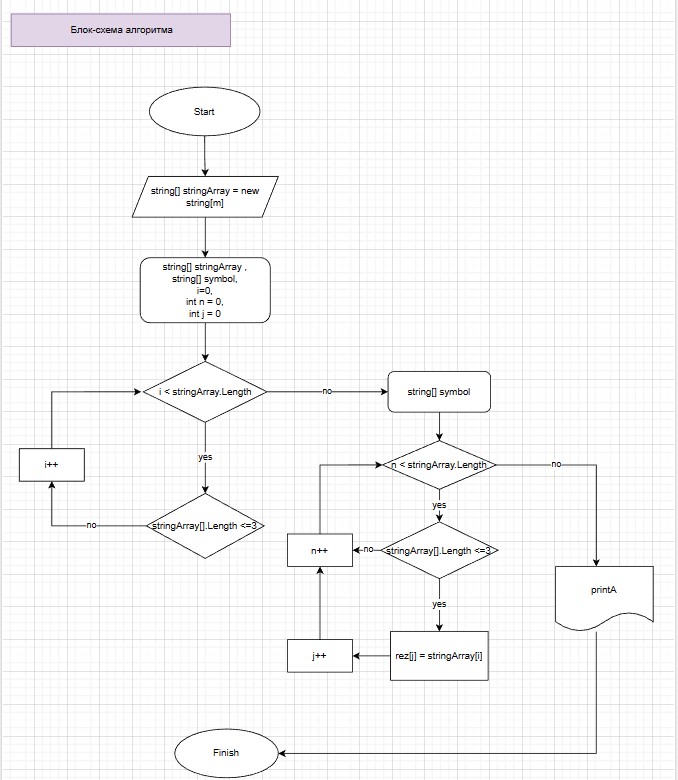 Блок-схема алгоритма
Start
string[] stringArray = new
string[m]
string[] stringArray ,
string[] symbol,
i=0,
int n = 0,
int j = 0
i < stringArray.Length
no
string[] symbol
yes
i++
n < stringArray.Length
no
yes
stringArray[].Length <=3
no
n++
no
stringArray[].Length <=3
yes
printA
j++
rez[j] = stringArray[i]
Finish